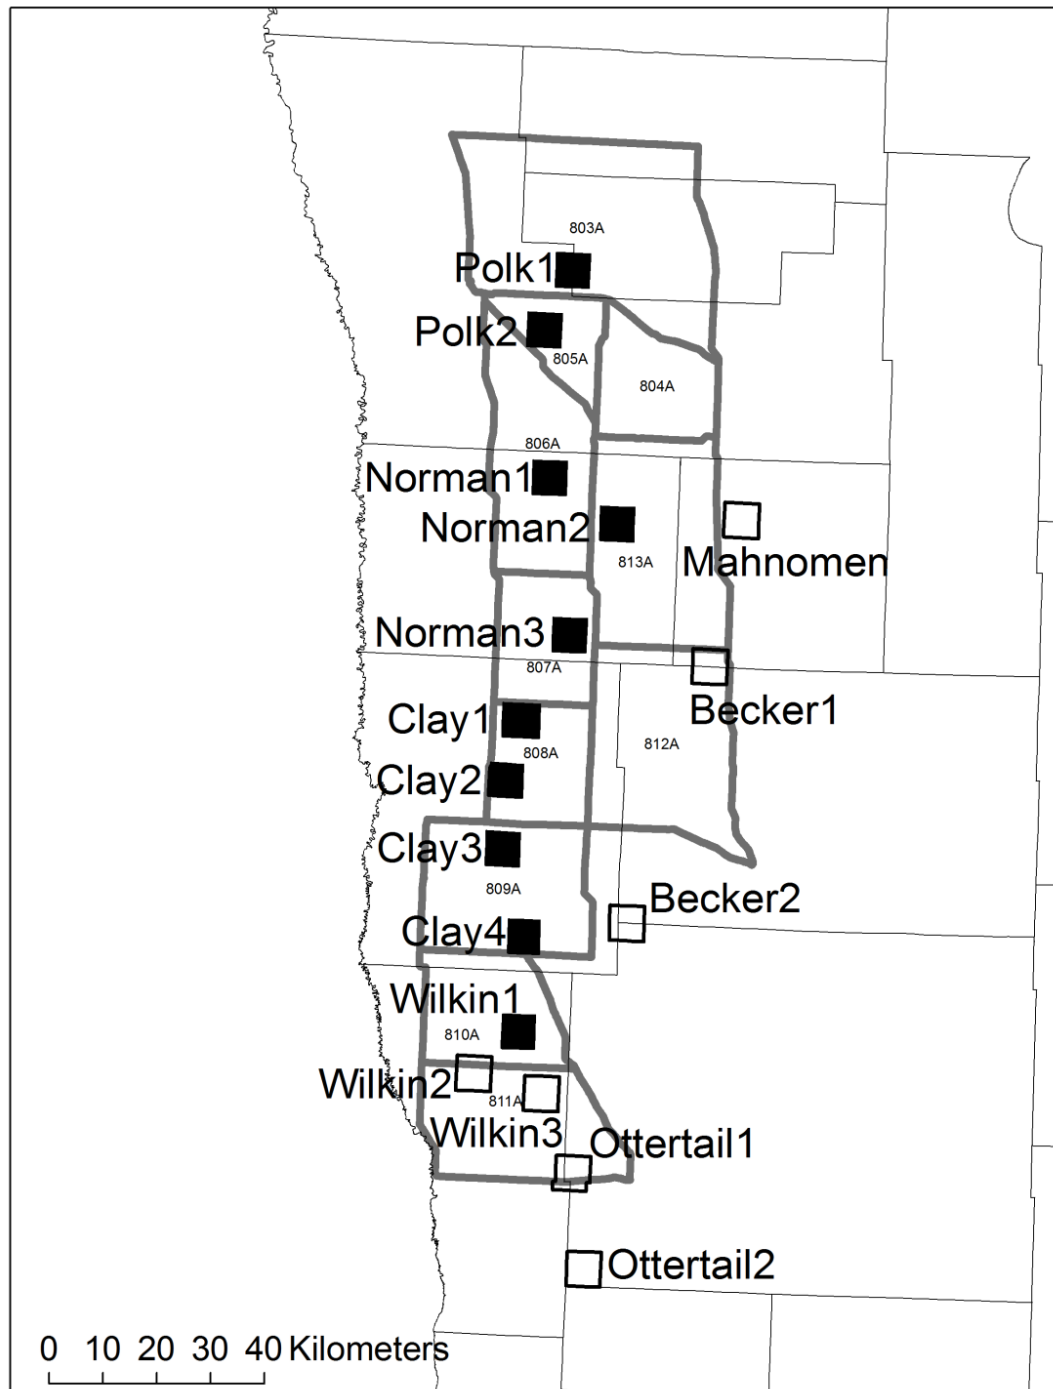 803A
Polk1
Polk2
805A
804A
806A
Norman1
Norman2
813A
Mahnomen
Norman3
807A
Becker1
Clay1
808A
812A
Clay2
Clay3
809A
Becker2
Clay4
Wilkin1
810A
Wilkin2
811A
Wilkin3
Ottertail1
Ottertail2
0 10 20 30 40 Kilometers